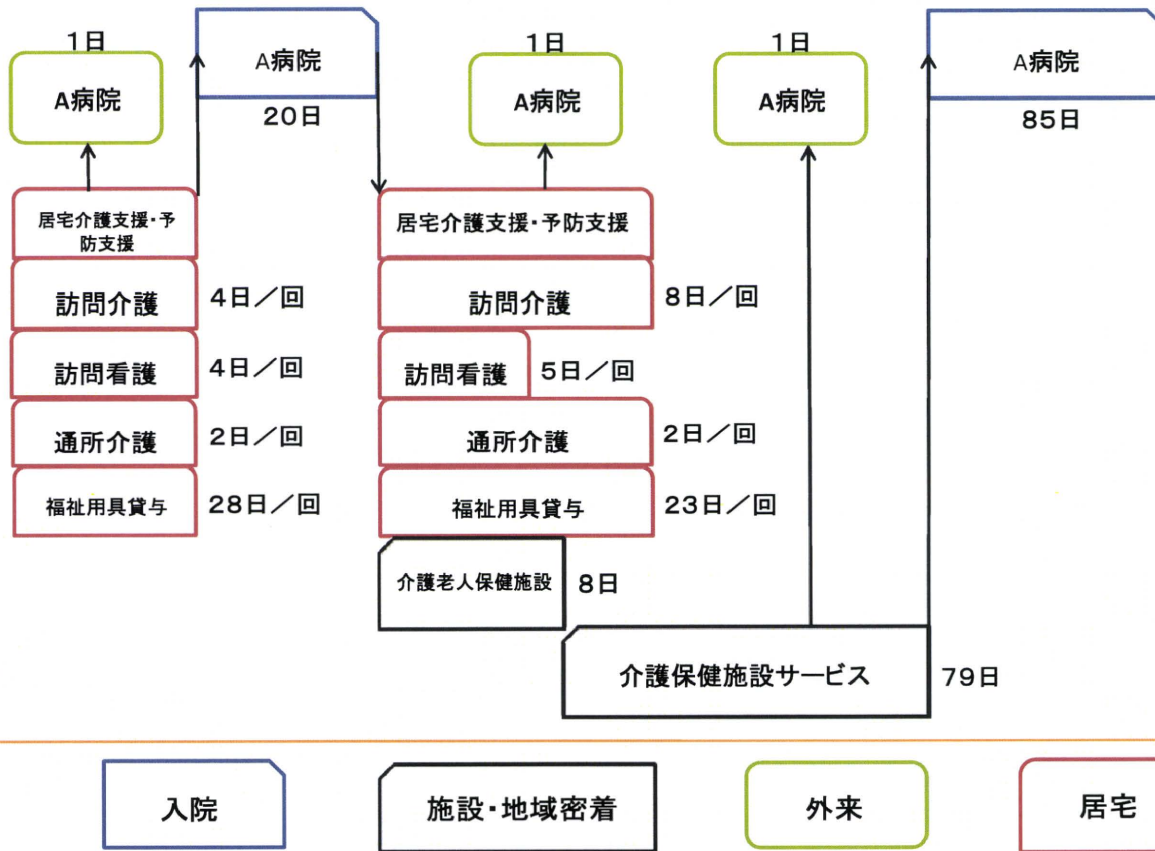 1日
A病院
A病院
20日
1日
A病院
1日
A病院
A病院
85日
居宅介護支援・予
防支援
訪問介護
4日／回
訪問看護
4日／回
通所介護
2日／回
福祉用具貸与
28日／回
居宅介護支援・予防支援
訪問介護
8日／回
訪問看護
5日／回
通所介護
2日／回
福祉用具貸与
23日／回
介護老人保健施設
8日
介護保健施設サービス
79日
入院
施設・地域密着
外来
居宅